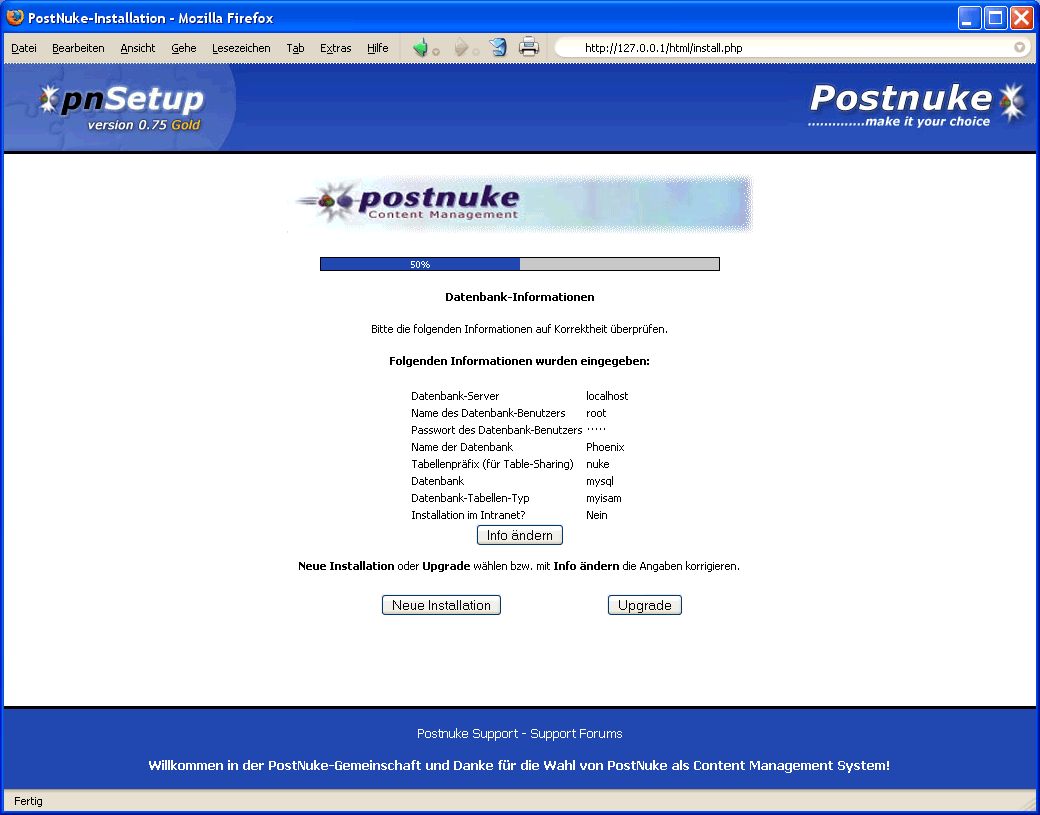 PostNuke-Installation - Mozilla Firefox
Datei Bearbeiten Ansicht Gehe Lesezeichen Tab Extras Hilfe http://127.0.0.1/html/install.php
pnSetup
version 0.75 Gold
Postnuke
..............make it your choice
postnuke
Content Management
50%
Datenbank-Informationen
Bitte die folgenden Informationen auf Korrektheit überprüfen.
Folgenden Informationen wurden eingegeben:
Datenbank-Server localhost
Name des Datenbank-Benutzers root
Passwort des Datenbank-Benutzers ·····
Name der Datenbank Phoenix
Tabellenpräfix (für Table-Sharing) nuke
Datenbank mysql
Datenbank-Tabellen-Typ myisam
Installation im Intranet? Nein
Info ändern
Neue Installation oder Upgrade wählen bzw. mit Info ändern die Angaben korrigieren.
Neue Installation Upgrade
Postnuke Support - Support Forums
Willkommen in der PostNuke-Gemeinschaft und Danke für die Wahl von PostNuke als Content Management System!
Fertig